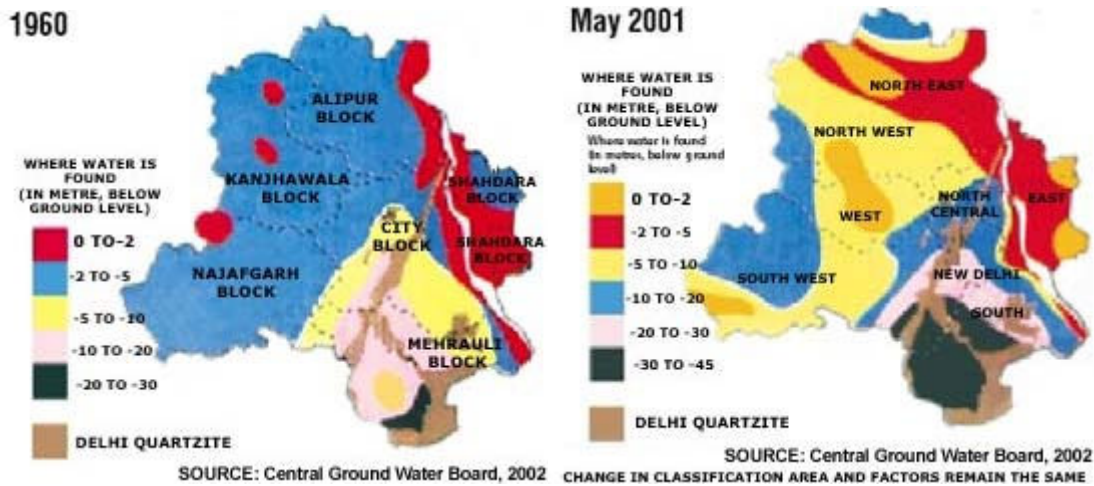 1960
WHERE WATER IS
FOUND
(IN METRE, BELOW
GROUND LEVEL)
0 TO-2
-2 TO -5
-5 TO -10
-10 TO -20
-20 TO -30
DELHI QUARTZITE
ALIPUR
BLOCK
KANJHAWALA
BLOCK
NAJAFGARH
BLOCK
CITY
BLOCK
SHAHDARA
BLOCK
SHAHDARA
BLOCK
MEHRAULI
BLOCK
SOURCE: Central Ground Water Board, 2002
May 2001
WHERE WATER IS
FOUND
(IN METRE, BELOW
GROUND LEVEL)
Where water is found
(in metres, below ground
level)
0 TO-2
-2 TO -5
-5 TO -10
-10 TO -20
-20 TO -30
-30 TO -45
DELHI QUARTZITE
NORTH EAST
NORTH WEST
NORTH
CENTRAL
EAST
WEST
SOUTH WEST
NEW DELHI
SOUTH
SOURCE: Central Ground Water Board, 2002
CHANGE IN CLASSIFICATION AREA AND FACTORS REMAIN THE SAME